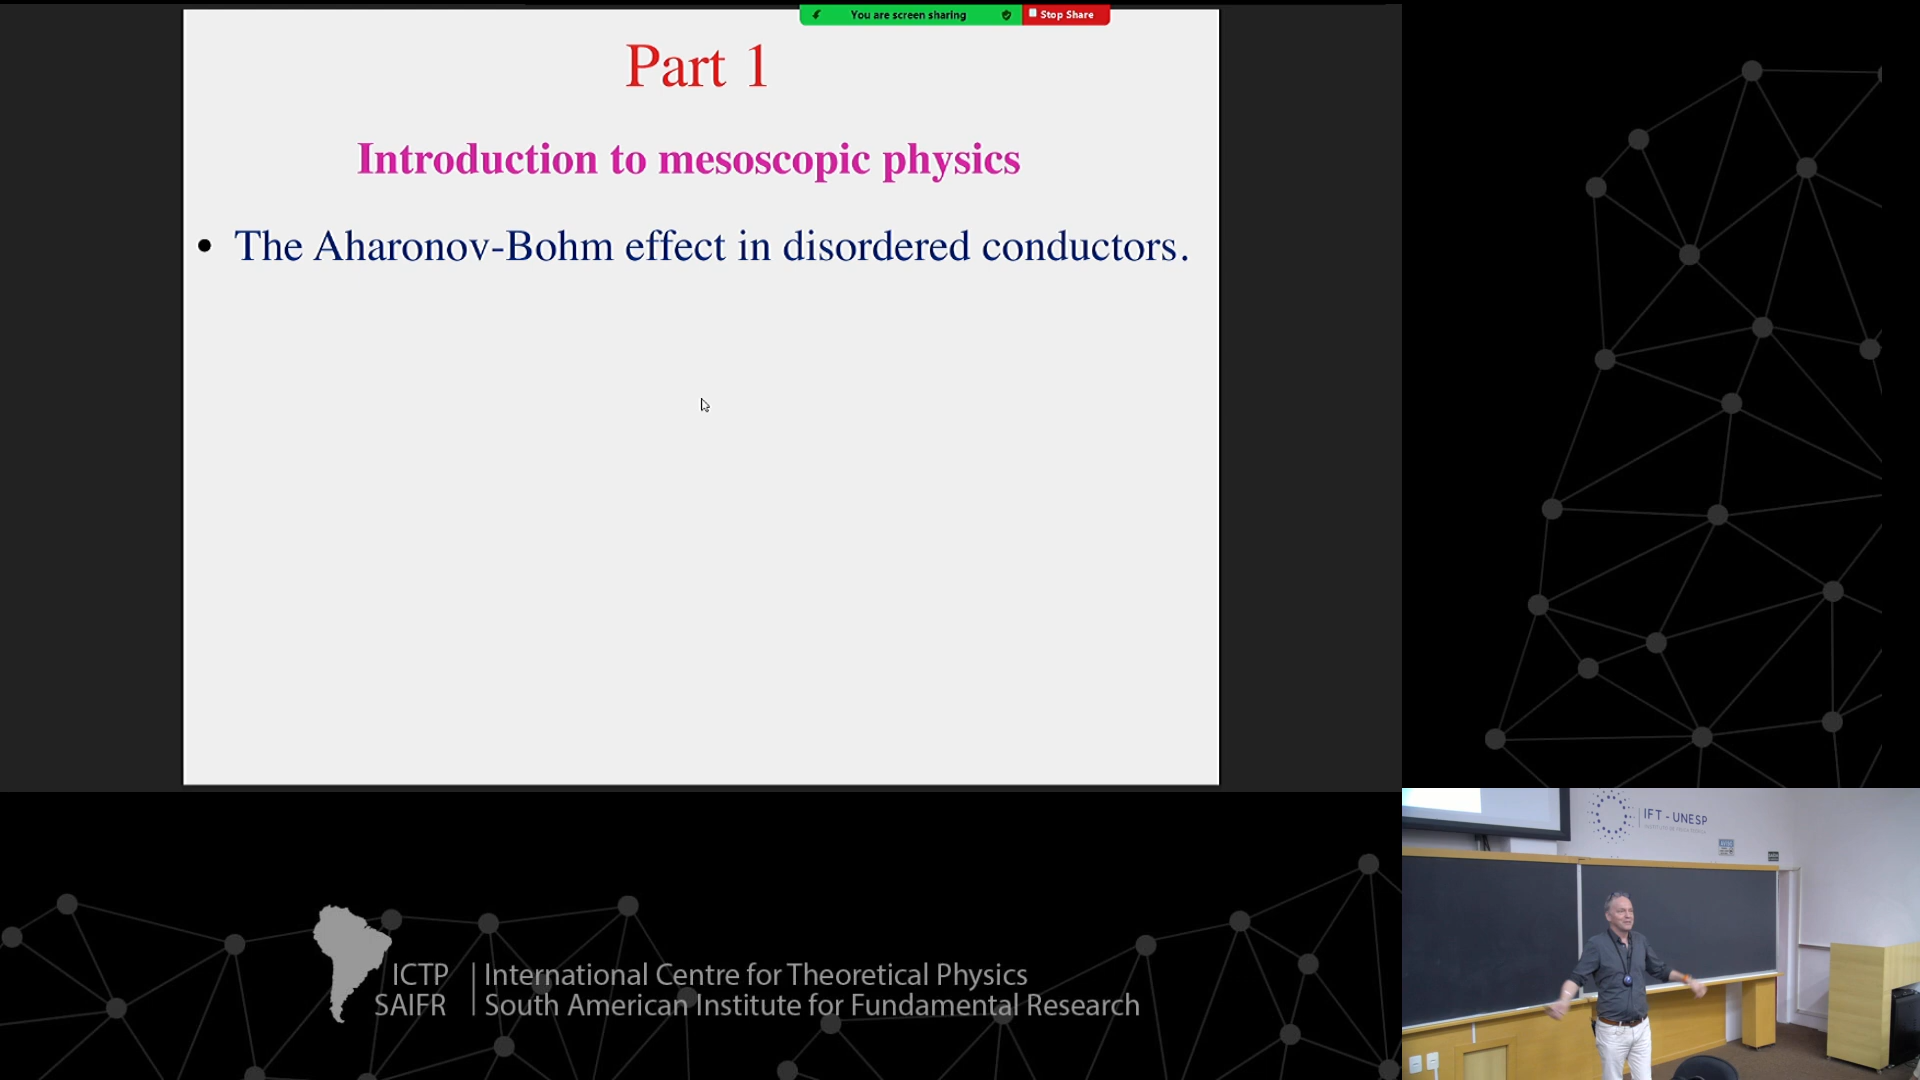 You are screen sharing
Stop Share
Part 1
Introduction to mesoscopic physics
• The Aharonov-Bohm effect in disordered conductors.
IFT - UNESP
ICTP | International Centre for Theoretical Physics
SAIFR | South American Institute for Fundamental Research